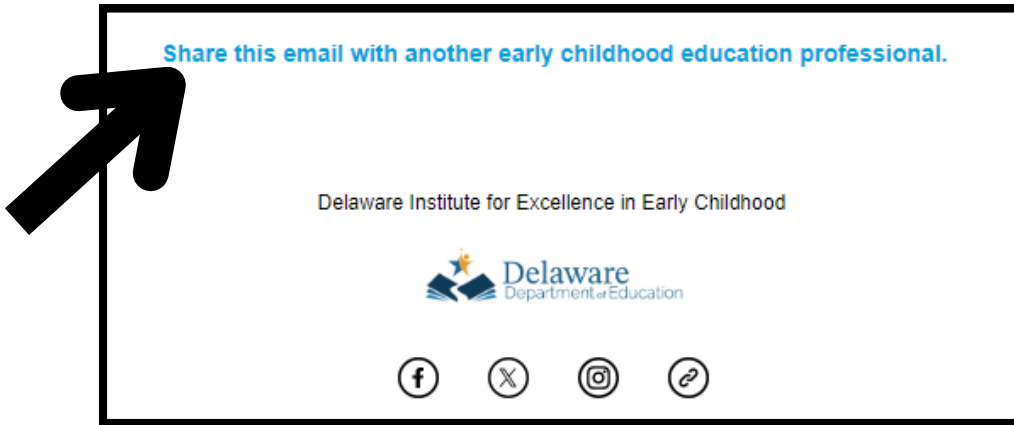 Share this email with another early childhood education professional.
Delaware Institute for Excellence in Early Childhood
Delaware
Department of Education